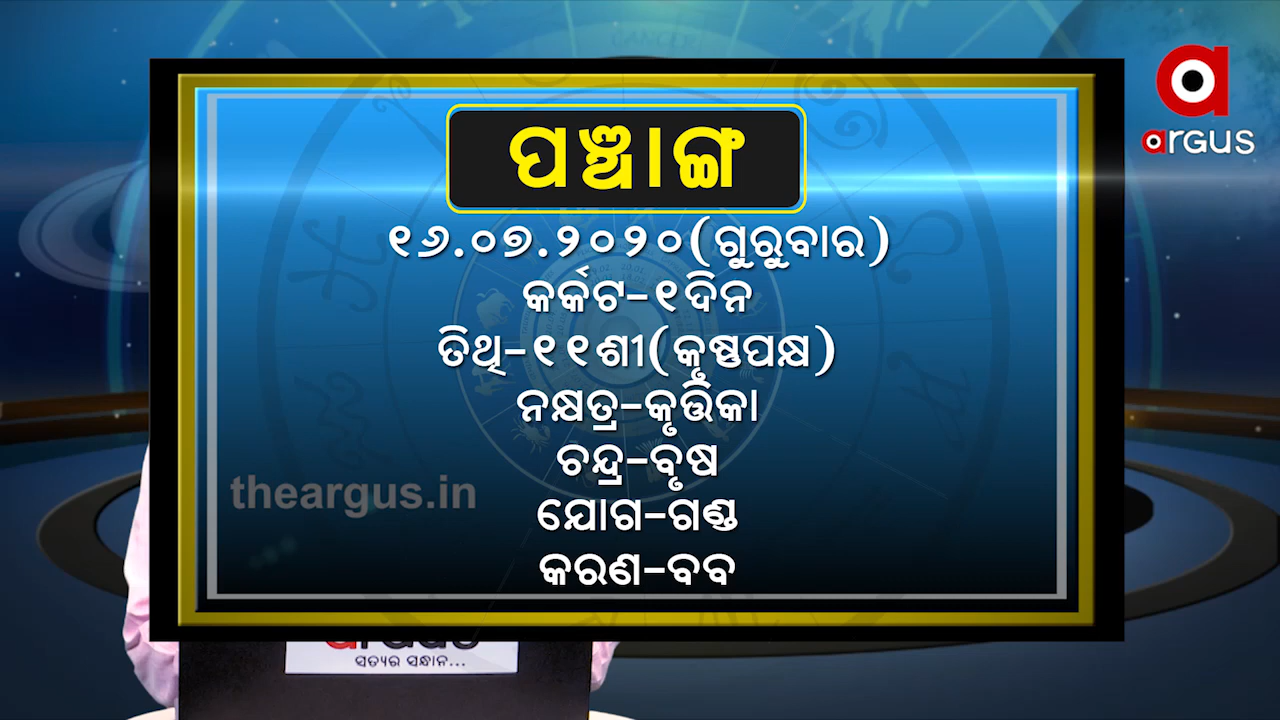 ପଞ୍ଚାଙ୍ଗ
୧୬.୦୭.୨୦୨୦(ଗୁରୁବାର)
କର୍କଟ-୧ଦିନ
ତିଥି-୧୧ଶୀ(କୃଷ୍ଣପକ୍ଷ)
ନକ୍ଷତ୍ର-କୃତ୍ତିକା
ଚନ୍ଦ୍ର-ବୃଷ
ଯୋଗ-ଗଣ୍ଡ
କରଣ-ବବ
argus
theargus.in
ସତ୍ୟର ସନ୍ଧାନ...